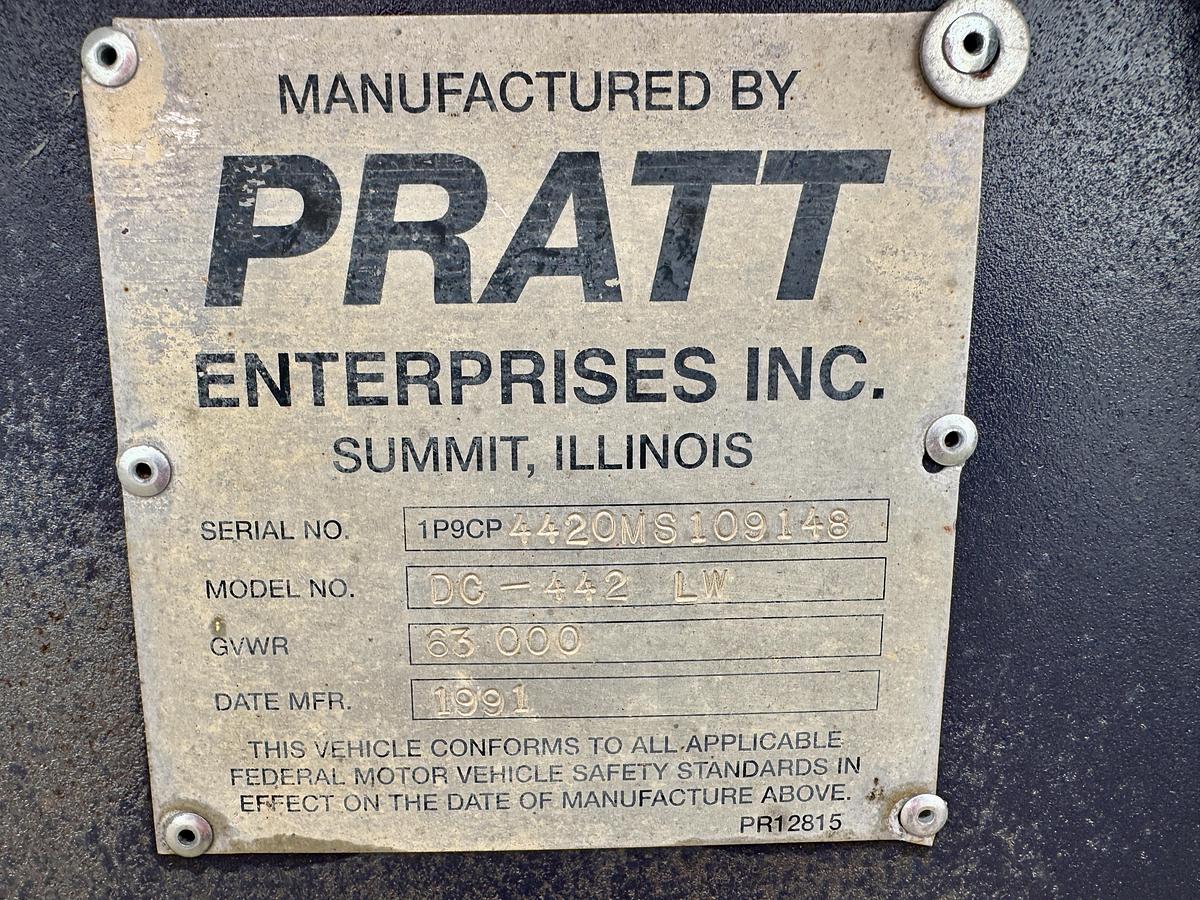 MANUFACTURED BY
PRATT
ENTERPRISES INC.
SUMMIT, ILLINOIS
SERIAL NO. 1P9CP4420MS109148
MODEL NO. DC-442 LW
GVWR 63 000
DATE MFR. 1991
THIS VEHICLE CONFORMS TO ALL APPLICABLE
FEDERAL MOTOR VEHICLE SAFETY STANDARDS IN
EFFECT ON THE DATE OF MANUFACTURE ABOVE.
PR12815